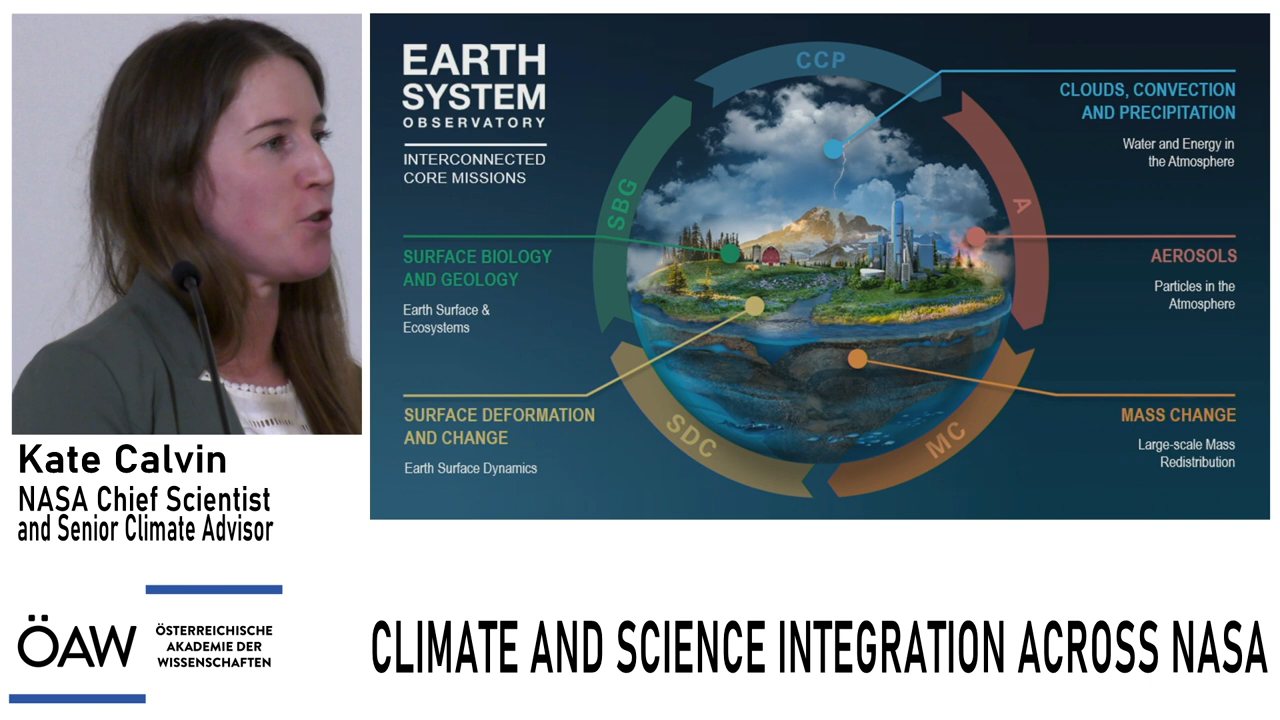 EARTH
SYSTEM
OBSERVATORY
INTERCONNECTED
CORE MISSIONS
CCP
A
MC
SDC
SBG
CLOUDS, CONVECTION
AND PRECIPITATION
Water and Energy in
the Atmosphere
SURFACE BIOLOGY
AND GEOLOGY
Earth Surface &
Ecosystems
AEROSOLS
Particles in the
Atmosphere
SURFACE DEFORMATION
AND CHANGE
Earth Surface Dynamics
MASS CHANGE
Large-scale Mass
Redistribution
Kate Calvin
NASA Chief Scientist
and Senior Climate Advisor
ÖAW
ÖSTERREICHISCHE
AKADEMIE DER
WISSENSCHAFTEN
CLIMATE AND SCIENCE INTEGRATION ACROSS NASA